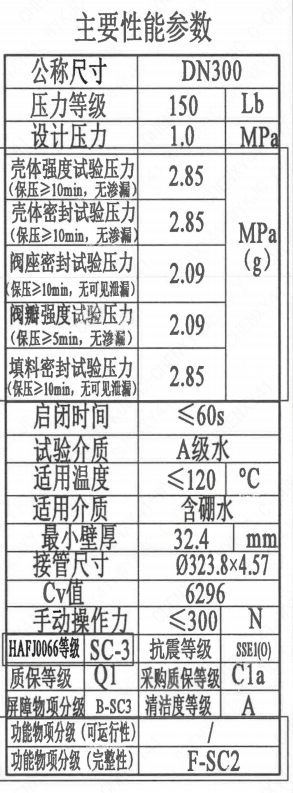 主要性能参数
公称尺寸 DN300
压力等级 150 Lb
设计压力 1.0 MPa
壳体强度试验压力 2.85
(保压≥10min, 无渗漏)
壳体密封试验压力 2.85
(保压≥10min, 无渗漏)
MPa
(g)
阀座密封试验压力 2.09
(保压≥10min, 无可见泄漏)
阀瓣强度试验压力 2.09
(保压≥5min, 无渗漏)
填料密封试验压力 2.85
(保压≥10min, 无可见泄漏)
启闭时间 ≤60s
试验介质 A级水
适用温度 ≤120 °C
适用介质 含硼水
最小壁厚 32.4 mm
接管尺寸 Ø323.8×4.57
Cv值 6296
手动操作力 ≤300 N
HAFJ0066等级 SC-3 抗震等级 SSE1(O)
质保等级 Q1 采购质保等级 C1a
屏障物项分级 B-SC3 清洁度等级 A
功能物项分级 (可运行性) /
功能物项分级 (完整性) F-SC2